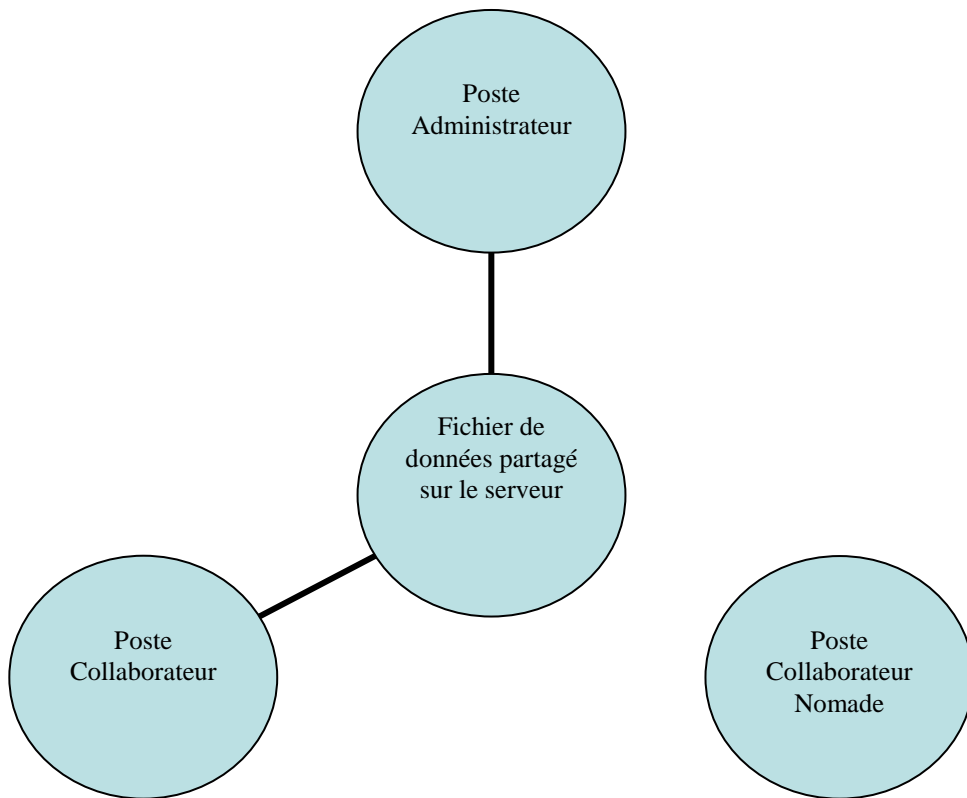 Poste
Administrateur
Fichier de
données partagé
sur le serveur
Poste
Collaborateur
Poste
Collaborateur
Nomade